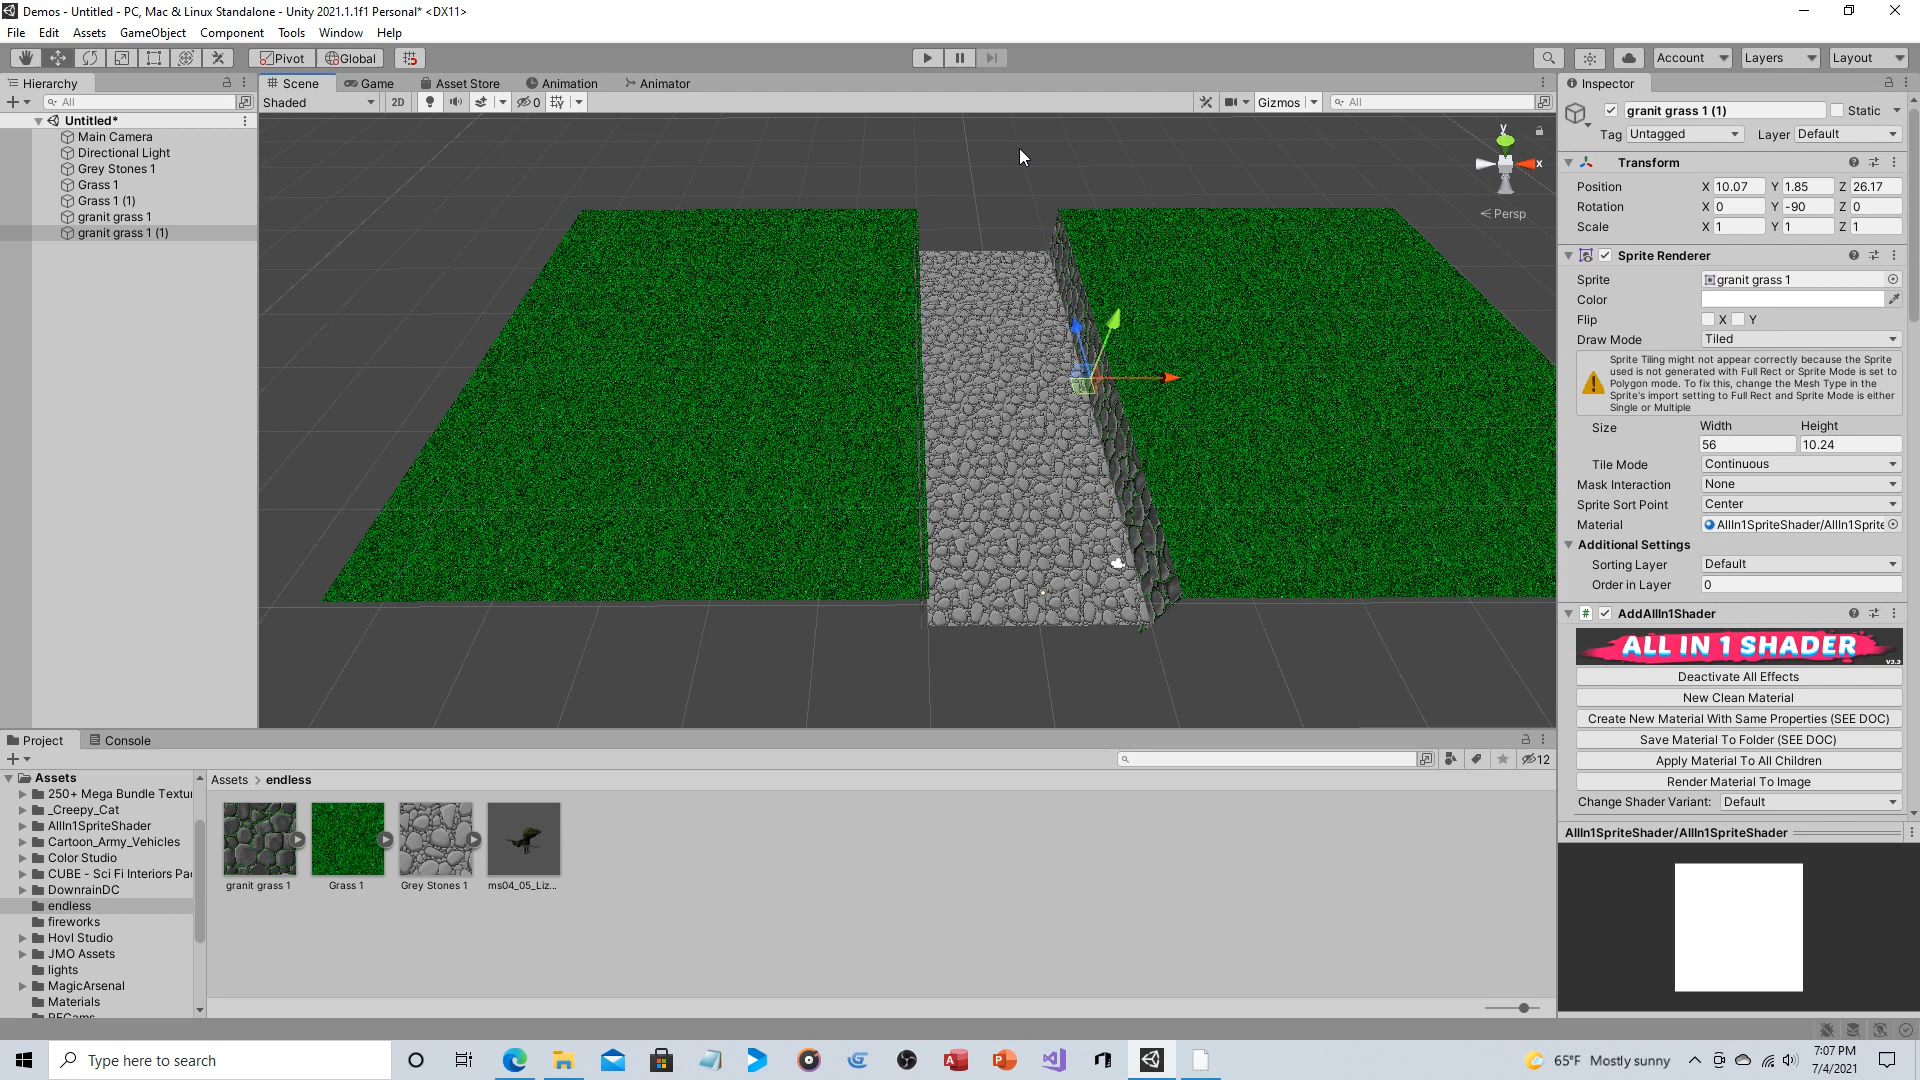 Demos - Untitled - PC, Mac & Linux Standalone - Unity 2021.1.1f1 Personal* <DX11>
File Edit Assets GameObject Component Tools Window Help
Pivot Global Account Layers Layout
Hierarchy
All
Untitled*
Main Camera
Directional Light
Grey Stones 1
Grass 1
Grass 1 (1)
granit grass 1
granit grass 1 (1)
Scene Game Asset Store Animation Animator
Shaded 2D 0 Gizmos All
y
x
Persp
Inspector
granit grass 1 (1) Static
Tag Untagged Layer Default
Transform
Position X 10.07 Y 1.85 Z 26.17
Rotation X 0 Y -90 Z 0
Scale X 1 Y 1 Z 1
Sprite Renderer
Sprite granit grass 1
Color
Flip X Y
Draw Mode Tiled
Sprite Tiling might not appear correctly because the Sprite
used is not generated with Full Rect or Sprite Mode is set to
Polygon mode. To fix this, change the Mesh Type in the
Sprite's import setting to Full Rect and Sprite Mode is either
Single or Multiple
Size Width Height
56 10.24
Tile Mode Continuous
Mask Interaction None
Sprite Sort Point Center
Material AllIn1SpriteShader/AllIn1Sprite
Additional Settings
Sorting Layer Default
Order in Layer 0
# AddAllIn1Shader
ALL IN 1 SHADER V3.3
Deactivate All Effects
New Clean Material
Create New Material With Same Properties (SEE DOC)
Save Material To Folder (SEE DOC)
Apply Material To All Children
Render Material To Image
Change Shader Variant: Default
AllIn1SpriteShader/AllIn1SpriteShader
Project Console
12
Assets
250+ Mega Bundle Textur
_Creepy_Cat
AllIn1SpriteShader
Cartoon_Army_Vehicles
Color Studio
CUBE - Sci Fi Interiors Pac
DownrainDC
endless
fireworks
Hovl Studio
JMO Assets
lights
MagicArsenal
Materials
Assets > endless
granit grass 1 Grass 1 Grey Stones 1 ms04_05_Liz...
Type here to search
65°F Mostly sunny
7:07 PM
7/4/2021